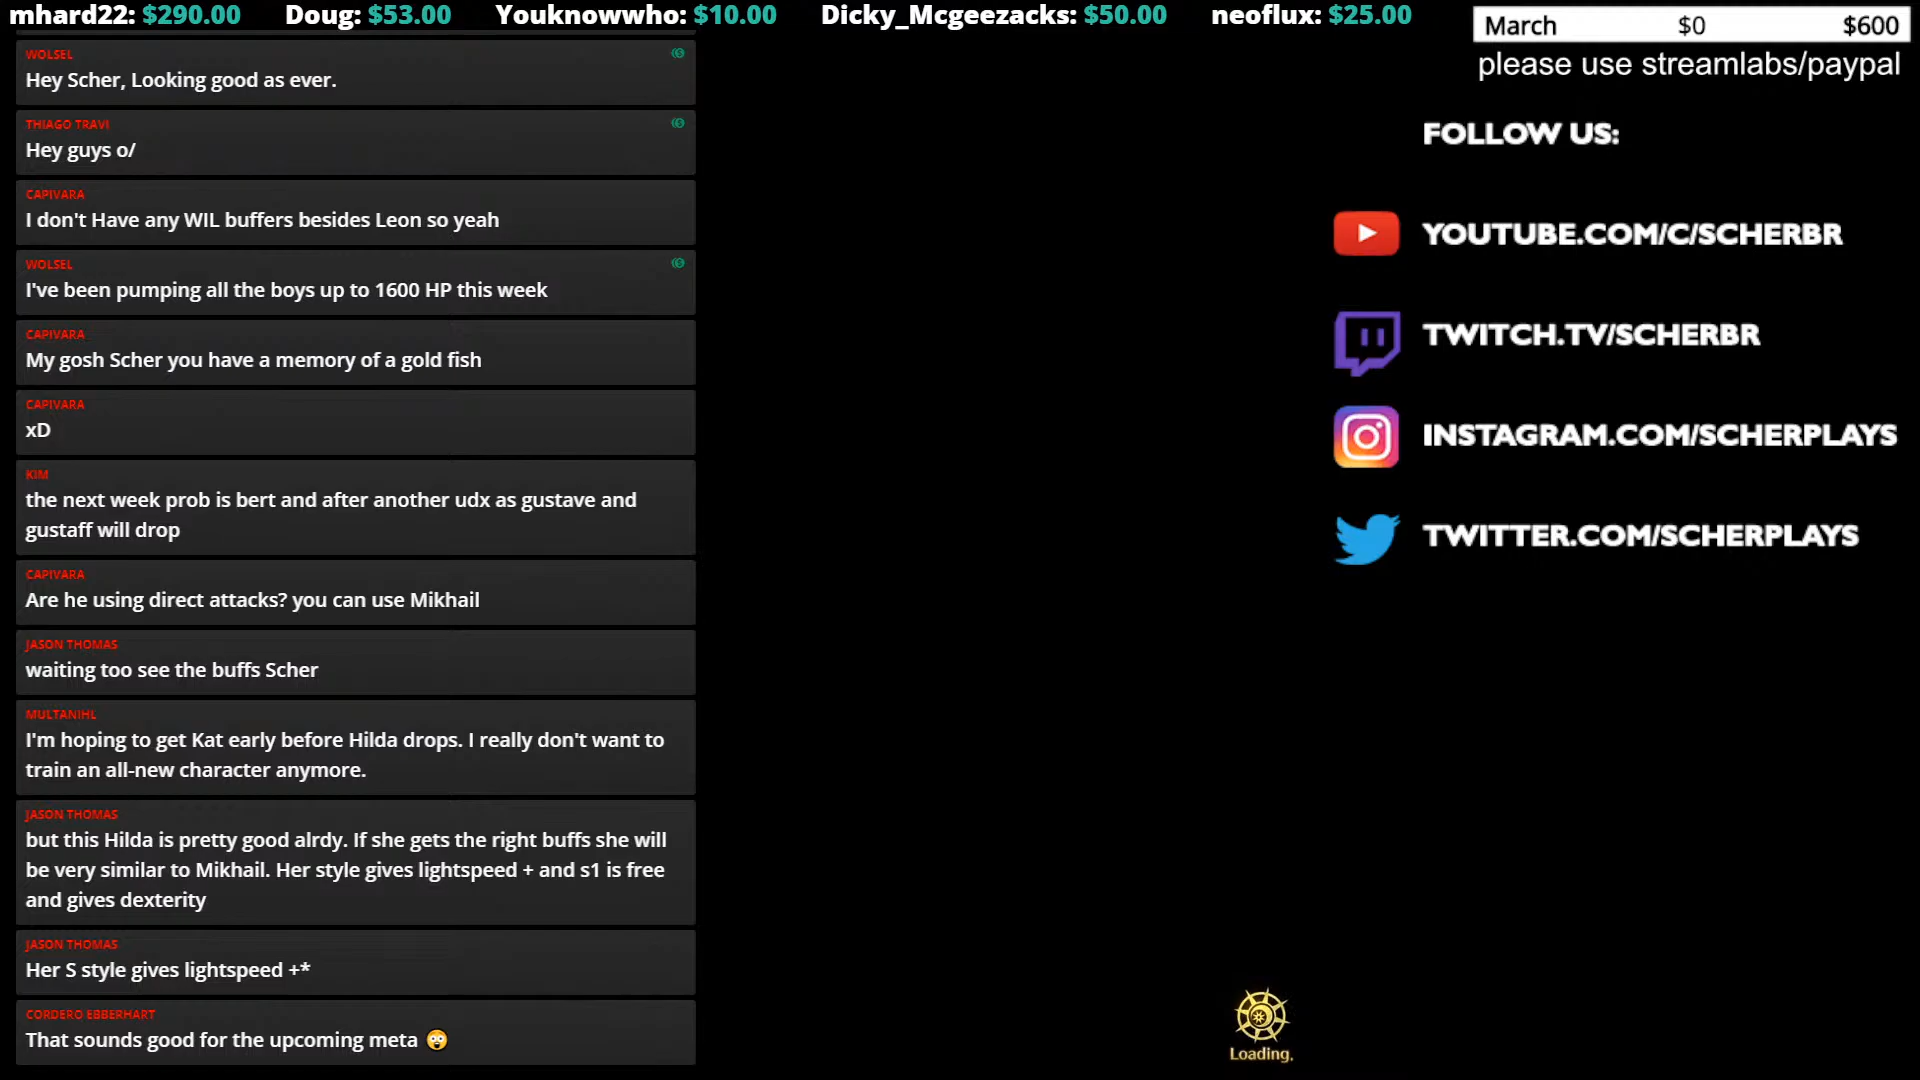 mhard22: $290.00 Doug: $53.00 Youknowwho: $10.00 Dicky_Mcgeezacks: $50.00 neoflux: $25.00
March $0 $600
please use streamlabs/paypal
WOLSEL
Hey Scher, Looking good as ever.
THIAGO TRAVI
Hey guys o/
CAPIVARA
I don't Have any WIL buffers besides Leon so yeah
WOLSEL
I've been pumping all the boys up to 1600 HP this week
CAPIVARA
My gosh Scher you have a memory of a gold fish
CAPIVARA
xD
KIM
the next week prob is bert and after another udx as gustave and
gustaff will drop
CAPIVARA
Are he using direct attacks? you can use Mikhail
JASON THOMAS
waiting too see the buffs Scher
MULTANIHL
I'm hoping to get Kat early before Hilda drops. I really don't want to
train an all-new character anymore.
JASON THOMAS
but this Hilda is pretty good alrdy. If she gets the right buffs she will
be very similar to Mikhail. Her style gives lightspeed + and s1 is free
and gives dexterity
JASON THOMAS
Her S style gives lightspeed +*
CORDERO EBBERHART
That sounds good for the upcoming meta 😳
FOLLOW US:
YOUTUBE.COM/C/SCHERBR
TWITCH.TV/SCHERBR
INSTAGRAM.COM/SCHERPLAYS
TWITTER.COM/SCHERPLAYS
Loading.